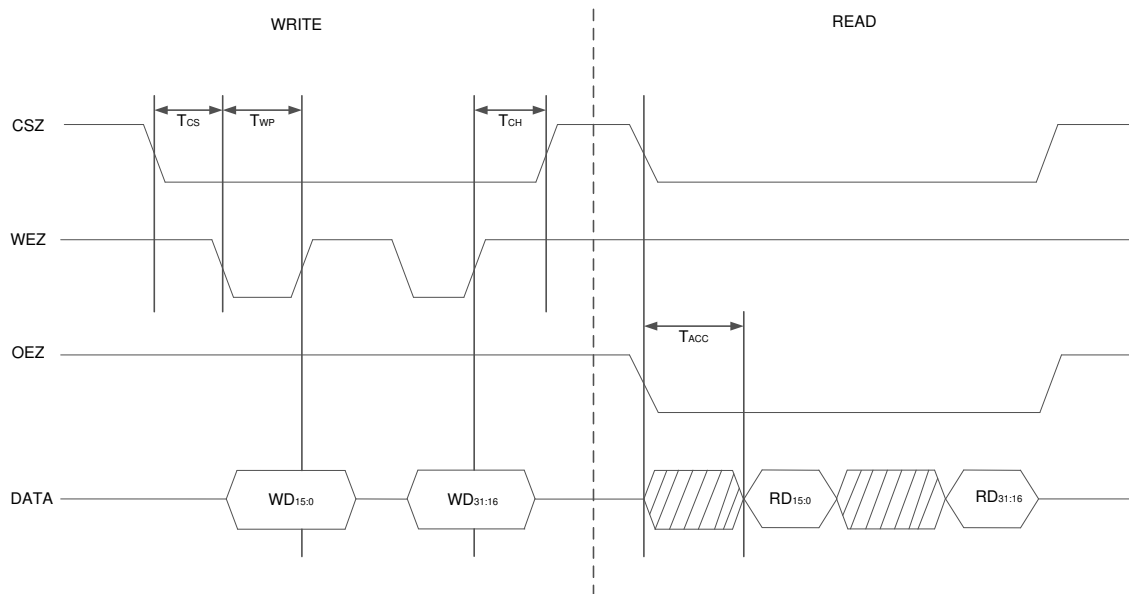 WRITE
READ
TCS
TWP
TCH
CSZ
WEZ
TACC
OEZ
DATA
WD15:0
WD31:16
RD15:0
RD31:16